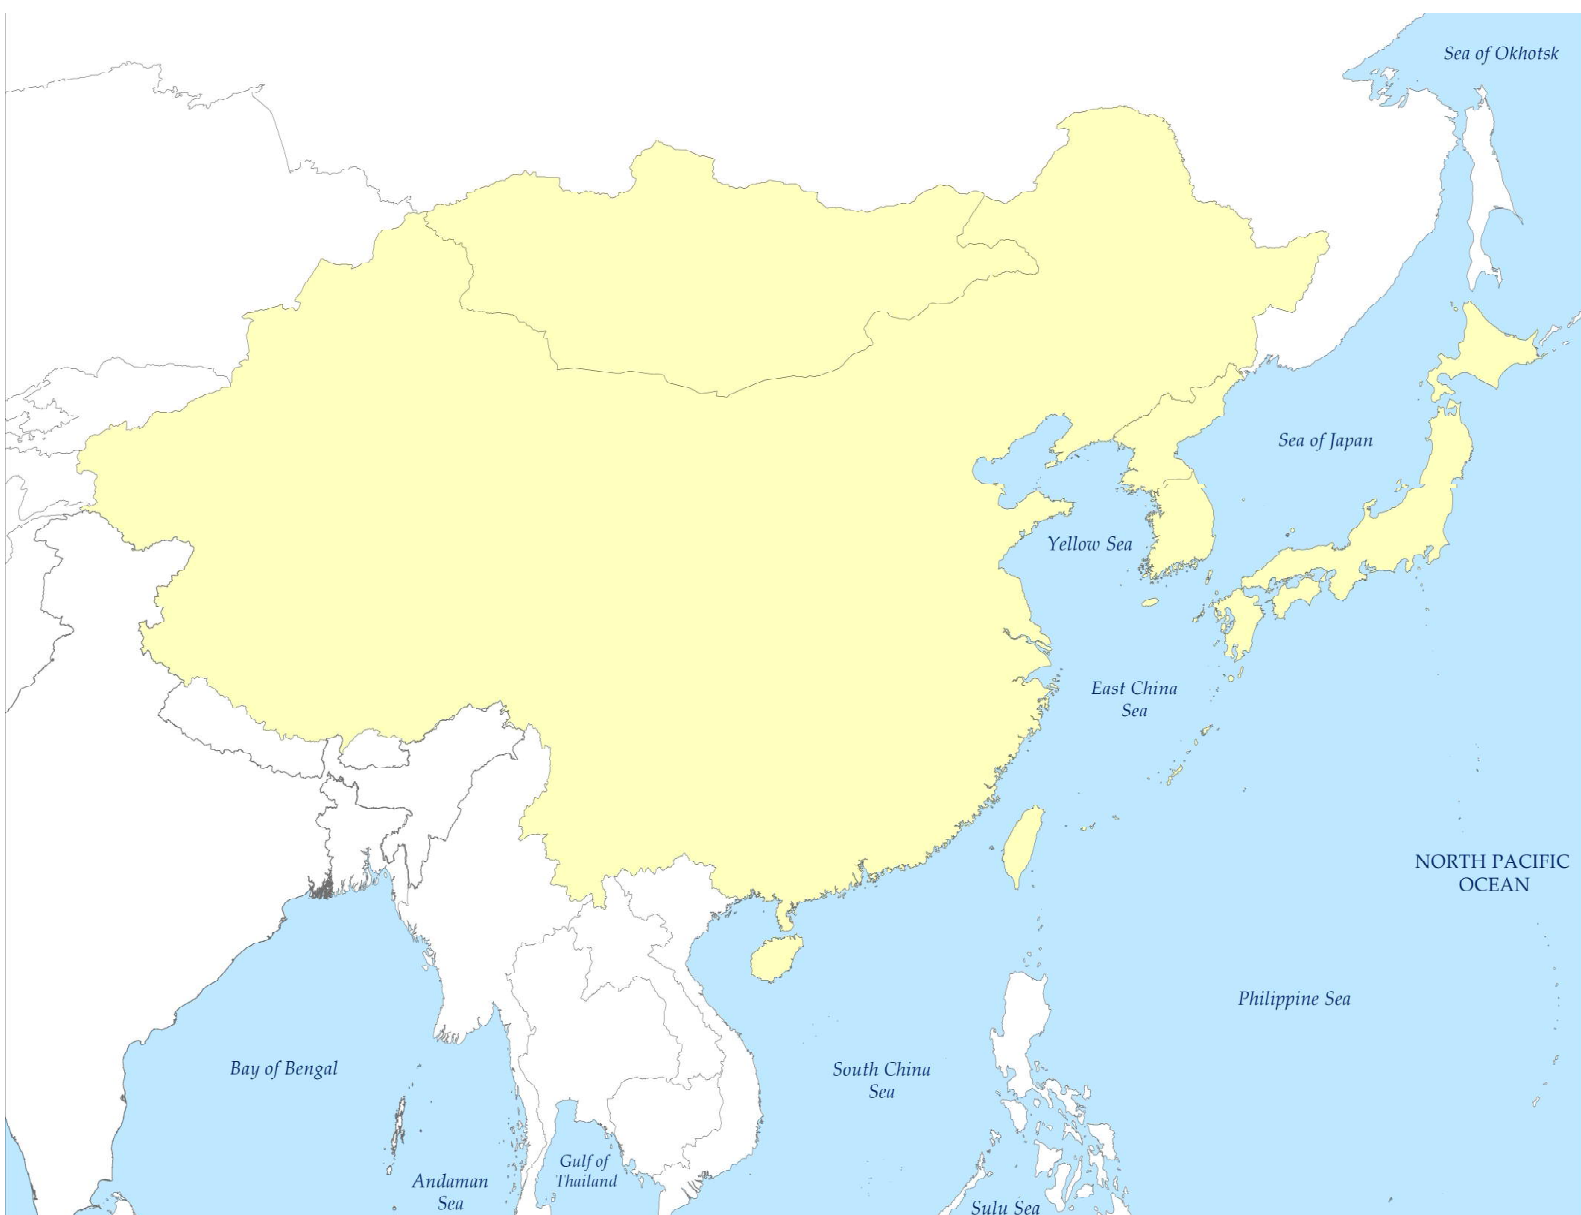 Sea of Okhotsk
Sea of Japan
Yellow Sea
East China
Sea
NORTH PACIFIC
OCEAN
Philippine Sea
Bay of Bengal
South China
Sea
Gulf of
Thailand
Andaman
Sea
Sulu Sea